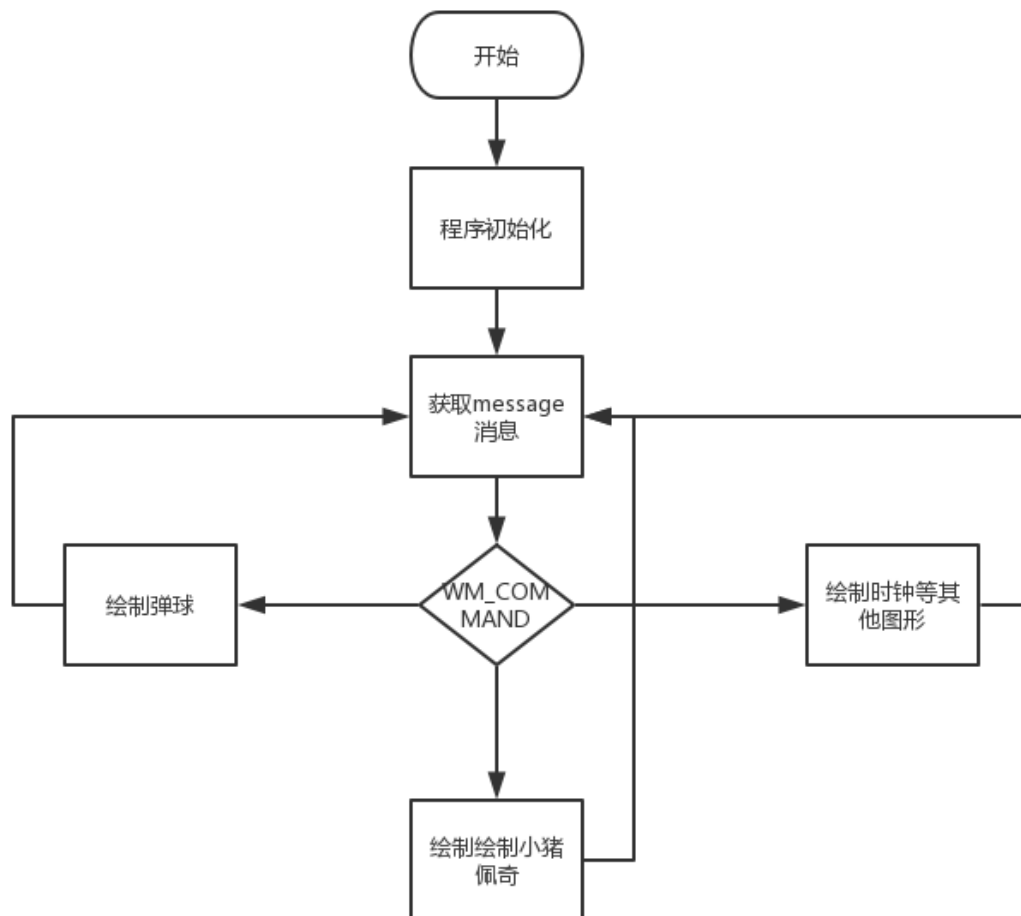 开始
程序初始化
获取message
消息
绘制弹球
WM_COM
MAND
绘制时钟等其
他图形
绘制绘制小猪
佩奇